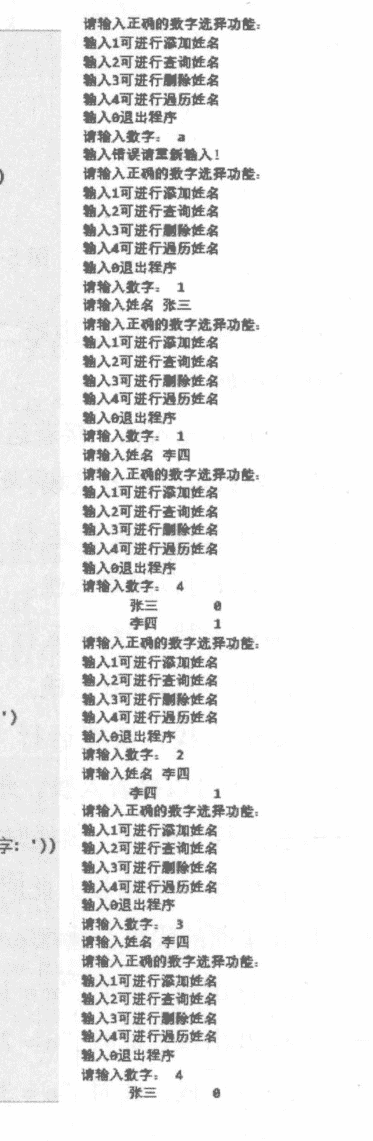 请输入正确的数字选择功能：
输入1可进行添加姓名
输入2可进行查询姓名
输入3可进行删除姓名
输入4可进行遍历姓名
输入0退出程序
请输入数字： a
输入错误请重新输入！
)
请输入正确的数字选择功能：
输入1可进行添加姓名
输入2可进行查询姓名
输入3可进行删除姓名
输入4可进行遍历姓名
输入0退出程序
请输入数字： 1
请输入姓名 张三
请输入正确的数字选择功能：
输入1可进行添加姓名
输入2可进行查询姓名
输入3可进行删除姓名
输入4可进行遍历姓名
输入0退出程序
请输入数字： 1
请输入姓名 李四
请输入正确的数字选择功能：
输入1可进行添加姓名
输入2可进行查询姓名
输入3可进行删除姓名
输入4可进行遍历姓名
输入0退出程序
请输入数字： 4
张三 0
李四 1
请输入正确的数字选择功能：
输入1可进行添加姓名
输入2可进行查询姓名
输入3可进行删除姓名
输入4可进行遍历姓名
')
输入0退出程序
请输入数字： 2
请输入姓名 李四
李四 1
请输入正确的数字选择功能：
输入1可进行添加姓名
输入2可进行查询姓名
字: '))
输入3可进行删除姓名
输入4可进行遍历姓名
输入0退出程序
请输入数字： 3
请输入姓名 李四
请输入正确的数字选择功能：
输入1可进行添加姓名
输入2可进行查询姓名
输入3可进行删除姓名
输入4可进行遍历姓名
输入0退出程序
请输入数字： 4
张三 0